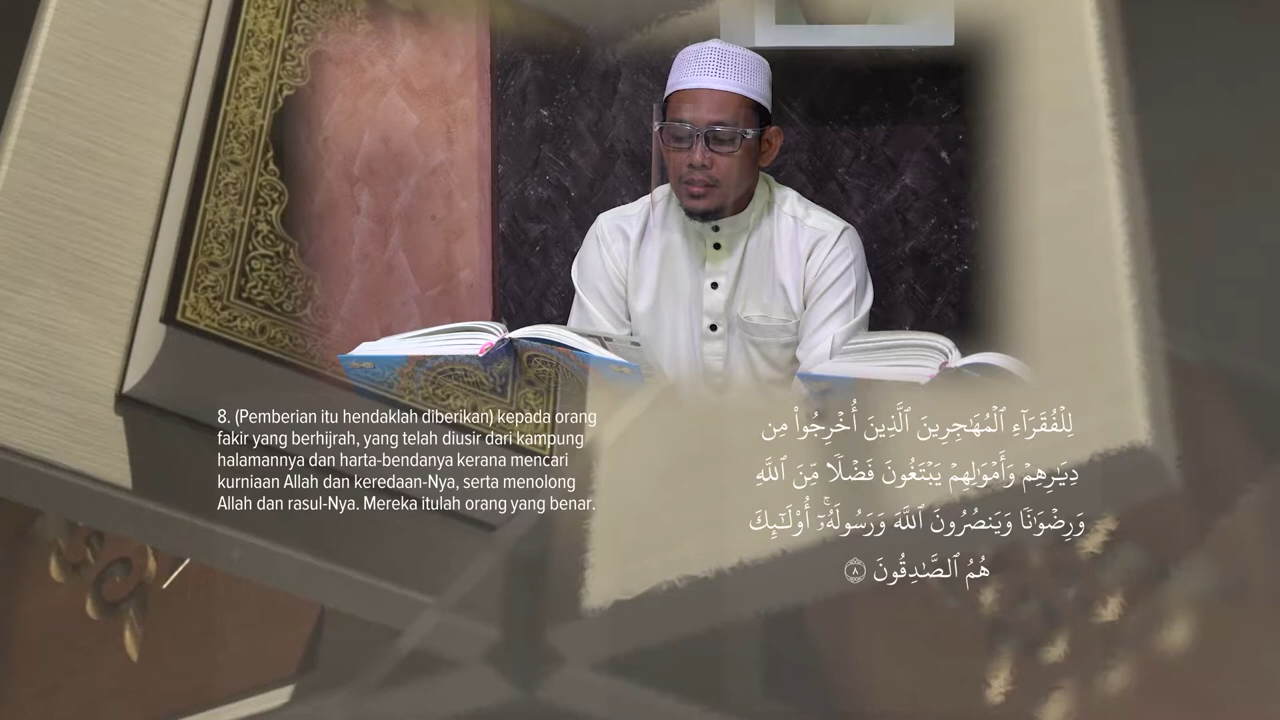 8. (Pemberian itu hendaklah diberikan) kepada orang
fakir yang berhijrah, yang telah diusir dari kampung
halamannya dan harta-bendanya kerana mencari
kurniaan Allah dan keredaan-Nya, serta menolong
Allah dan rasul-Nya. Mereka itulah orang yang benar.
لِلْفُقَرَآءِ ٱلْمُهَٰجِرِينَ ٱلَّذِينَ أُخْرِجُوا۟ مِن
دِيَٰرِهِمْ وَأَمْوَٰلِهِمْ يَبْتَغُونَ فَضْلًا مِّنَ ٱللَّهِ
وَرِضْوَٰنًا وَيَنصُرُونَ ٱللَّهَ وَرَسُولَهُۥٓ ۚ أُو۟لَٰٓئِكَ
هُمُ ٱلصَّٰدِقُونَ ٨